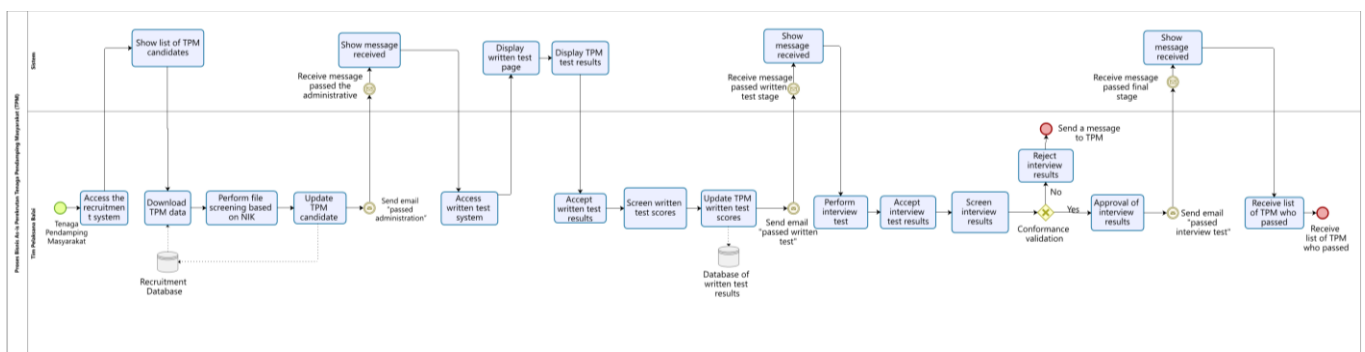 Proses Bisnis As-is Perekrutan Tenaga Pendamping Masyarakat (TPM)
Sistem
Tim Pelaksana Balai
Tenaga
Pendamping
Masyarakat
Access the
recruitmen
t system
Show list of TPM
candidates
Download
TPM data
Recruitment
Database
Perform file
screening based
on NIK
Update
TPM
candidate
Send email
"passed
administration"
Receive message
passed the
administrative
Show message
received
Access
written test
system
Display
written test
page
Display TPM
test results
Accept
written test
results
Screen written
test scores
Update TPM
written test
scores
Database of
written test
results
Send email
"passed written
test"
Receive message
passed written
test stage
Show
message
received
Perform
interview
test
Accept
interview
test results
Screen
interview
results
Conformance
validation
No
Reject
interview
results
Send a message
to TPM
Yes
Approval of
interview
results
Send email
"passed
interview test"
Receive message
passed final
stage
Show
message
received
Receive list
of TPM who
passed
Receive
list of TPM
who passed